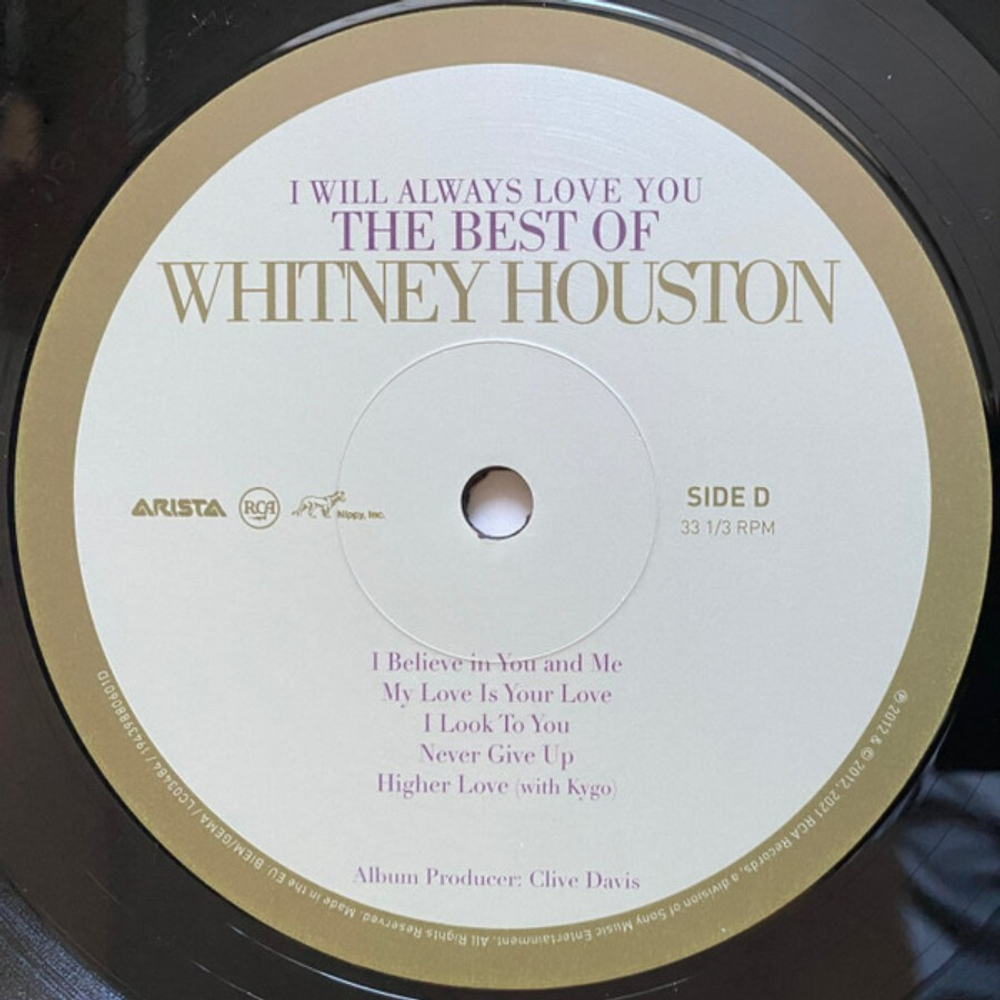 I WILL ALWAYS LOVE YOU
THE BEST OF
WHITNEY HOUSTON
ARISTA RCA Nippy, Inc.
SIDE D
33 1/3 RPM
I Believe in You and Me
My Love Is Your Love
I Look To You
Never Give Up
Higher Love (with Kygo)
Album Producer: Clive Davis
℗ 2012 & © 2012, 2021 RCA Records, a division of Sony Music Entertainment. All Rights Reserved. Made in the EU. BIEM/GEMA / LC03484 / 19439880601D